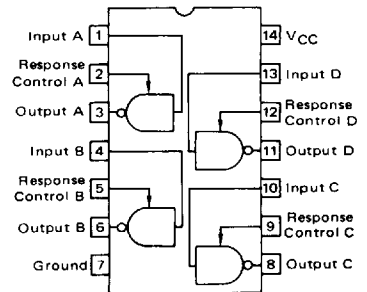 Input A 1
Response
Control A 2
Output A 3
Input B 4
Response
Control B 5
Output B 6
Ground 7
14 VCC
13 Input D
12 Response
Control D
11 Output D
10 Input C
9 Response
Control C
8 Output C